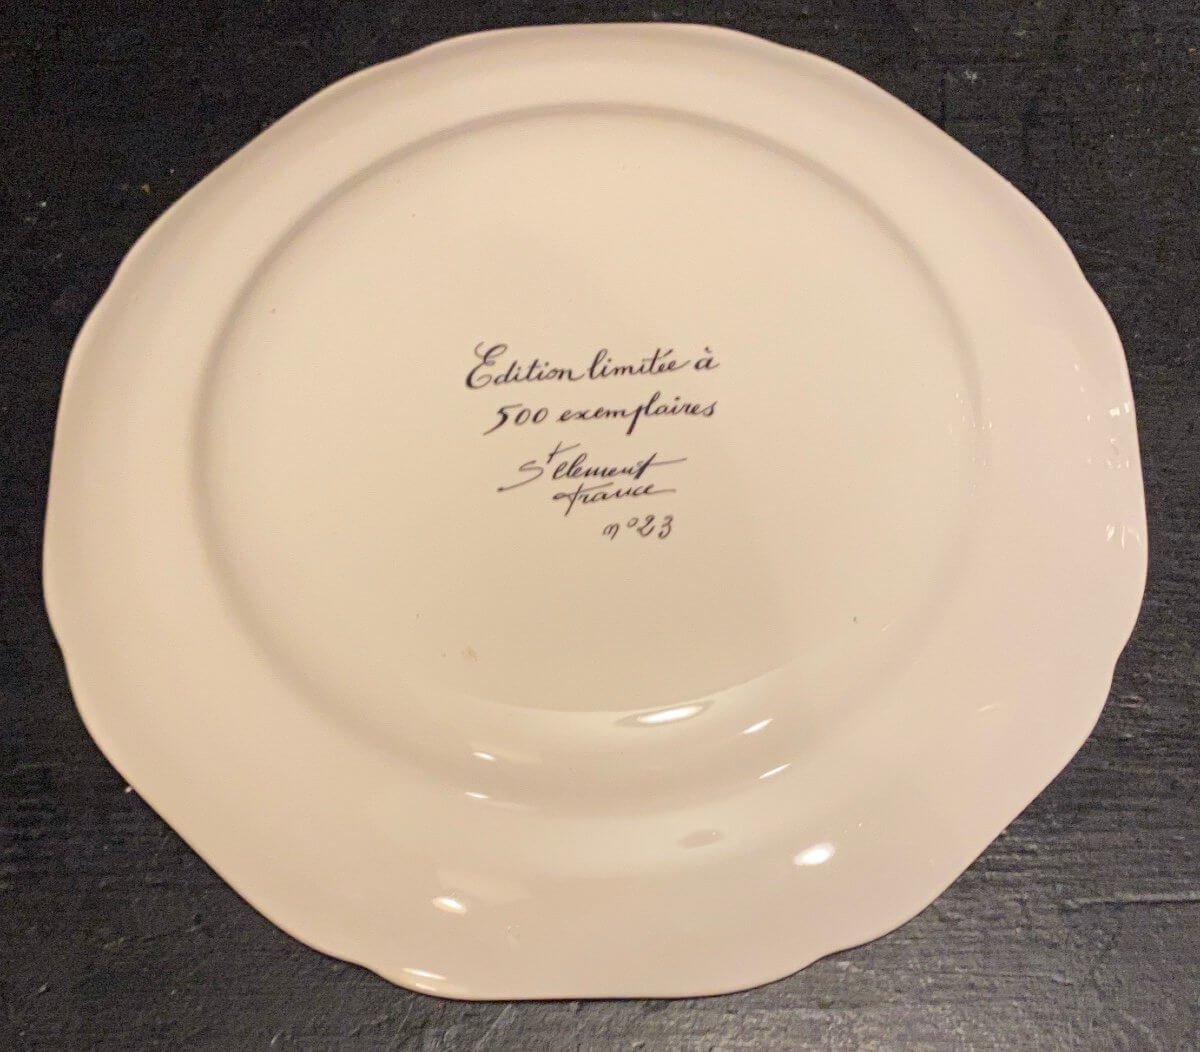 Edition limitée à
500 exemplaires
St Clement
France
n° 23